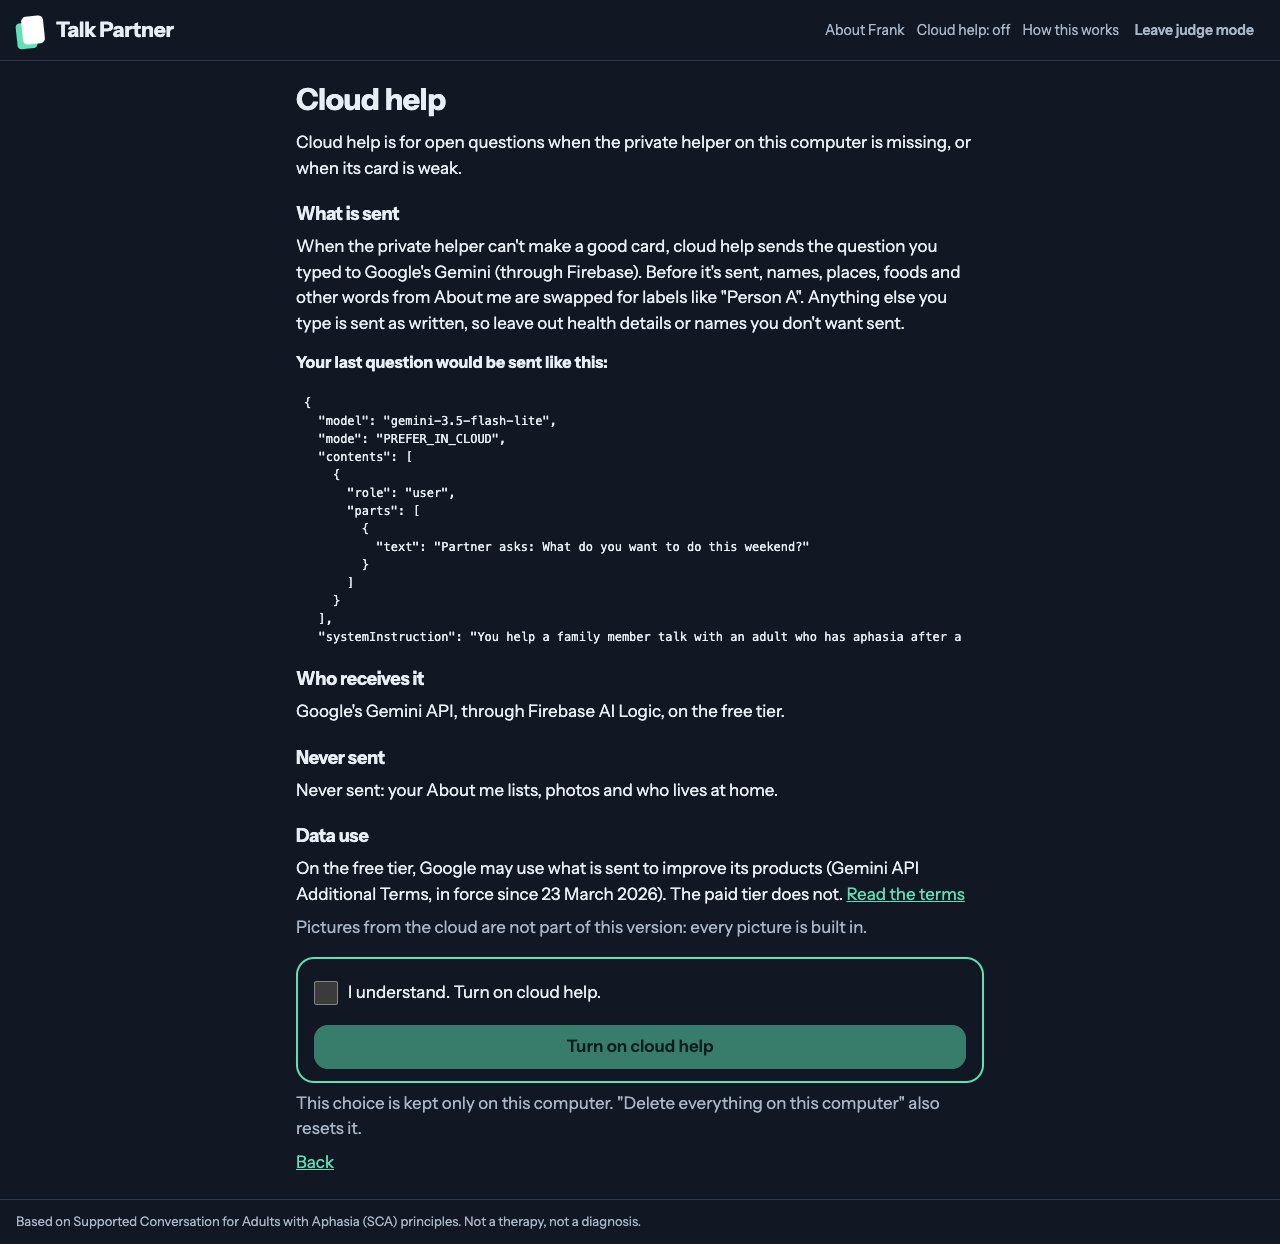 Talk Partner
About Frank Cloud help: off How this works Leave judge mode
Cloud help
Cloud help is for open questions when the private helper on this computer is missing, or
when its card is weak.
What is sent
When the private helper can't make a good card, cloud help sends the question you
typed to Google's Gemini (through Firebase). Before it's sent, names, places, foods and
other words from About me are swapped for labels like "Person A". Anything else you
type is sent as written, so leave out health details or names you don't want sent.
Your last question would be sent like this:
{
"model": "gemini-3.5-flash-lite",
"mode": "PREFER_IN_CLOUD",
"contents": [
{
"role": "user",
"parts": [
{
"text": "Partner asks: What do you want to do this weekend?"
}
]
}
],
"systemInstruction": "You help a family member talk with an adult who has aphasia after a
Who receives it
Google's Gemini API, through Firebase AI Logic, on the free tier.
Never sent
Never sent: your About me lists, photos and who lives at home.
Data use
On the free tier, Google may use what is sent to improve its products (Gemini API
Additional Terms, in force since 23 March 2026). The paid tier does not. Read the terms
Pictures from the cloud are not part of this version: every picture is built in.
I understand. Turn on cloud help.
Turn on cloud help
This choice is kept only on this computer. "Delete everything on this computer" also
resets it.
Back
Based on Supported Conversation for Adults with Aphasia (SCA) principles. Not a therapy, not a diagnosis.